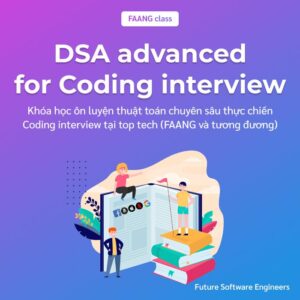 FAANG class
DSA advanced
for Coding interview
Khóa học ôn luyện thuật toán chuyên sâu thực chiến
Coding interview tại top tech (FAANG và tương đương)
Future Software Engineers